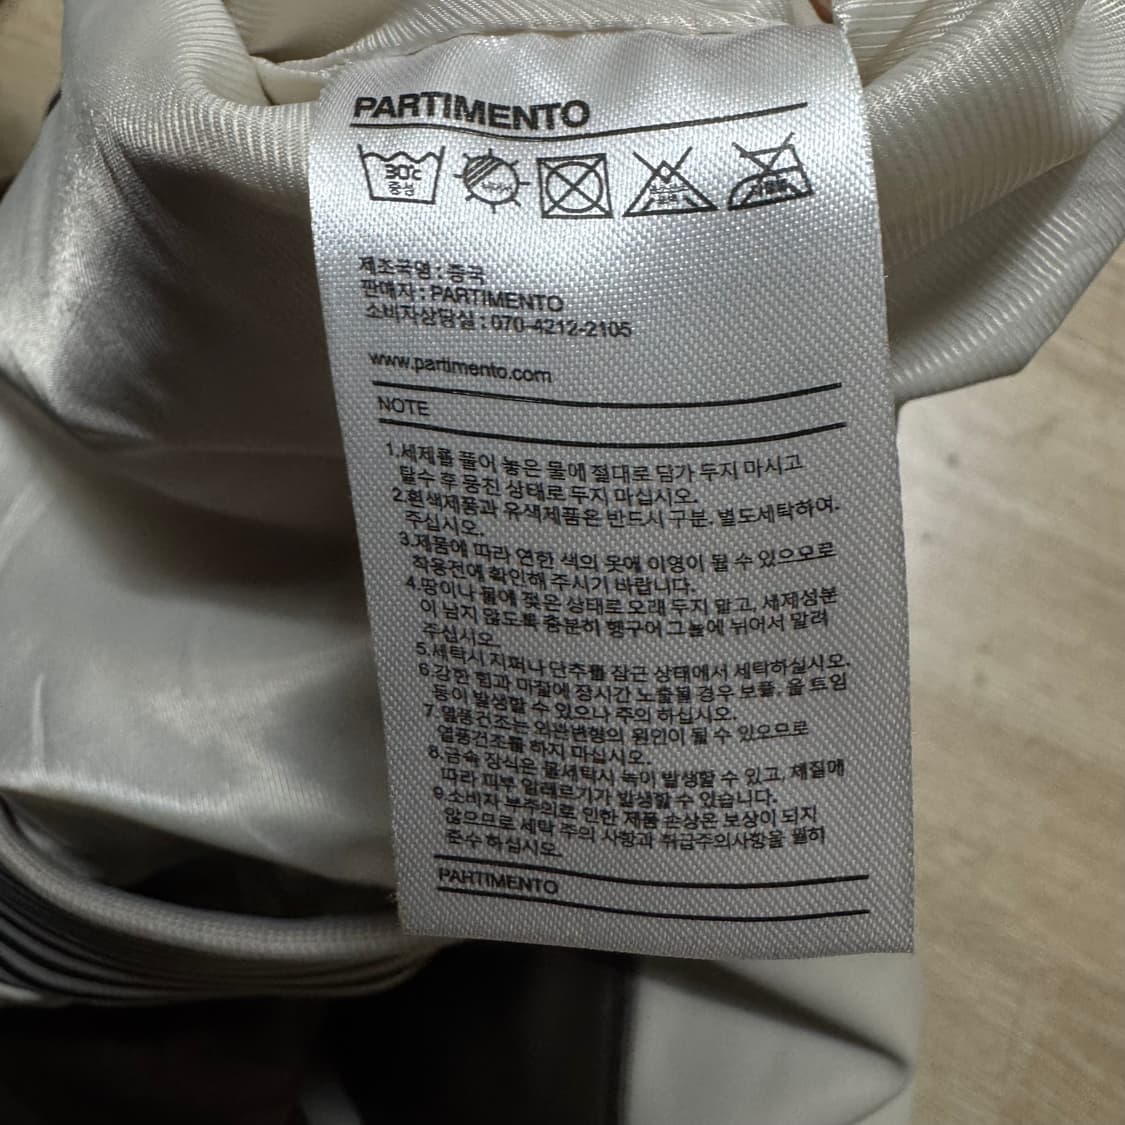 PARTIMENTO
30℃
중성
제조국명 : 중국
판매자 : PARTIMENTO
소비자상담실 : 070-4212-2105
www.partimento.com
NOTE
1.세제를 풀어 놓은 물에 절대로 담가 두지 마시고
탈수 후 뭉친 상태로 두지 마십시오.
2.흰색제품과 유색제품은 반드시 구분, 별도세탁하여.
주십시오.
3.제품에 따라 연한 색의 옷에 이염이 될 수 있으므로
착용전에 확인해 주시기 바랍니다.
4.땀이나 물에 젖은 상태로 오래 두지 말고, 세제성분
이 남지 않도록 충분히 헹구어 그늘에 뉘어서 말려
주십시오
5.세탁시 지퍼나 단추를 잠근 상태에서 세탁하십시오.
6.강한 힘과 마찰에 장시간 노출될 경우 보풀, 올 트임
등이 발생할 수 있으나 주의 하십시오.
7.열풍건조는 외관변형의 원인이 될 수 있으므로
열풍건조를 하지 마십시오.
8.금속 장식은 물세탁시 녹이 발생할 수 있고, 체질에
따라 피부 알레르기가 발생할 수 있습니다.
9.소비자 부주의로 인한 제품 손상은 보상이 되지
않으므로 세탁 주의 사항과 취급주의사항을 필히
준수 하십시오.
PARTIMENTO